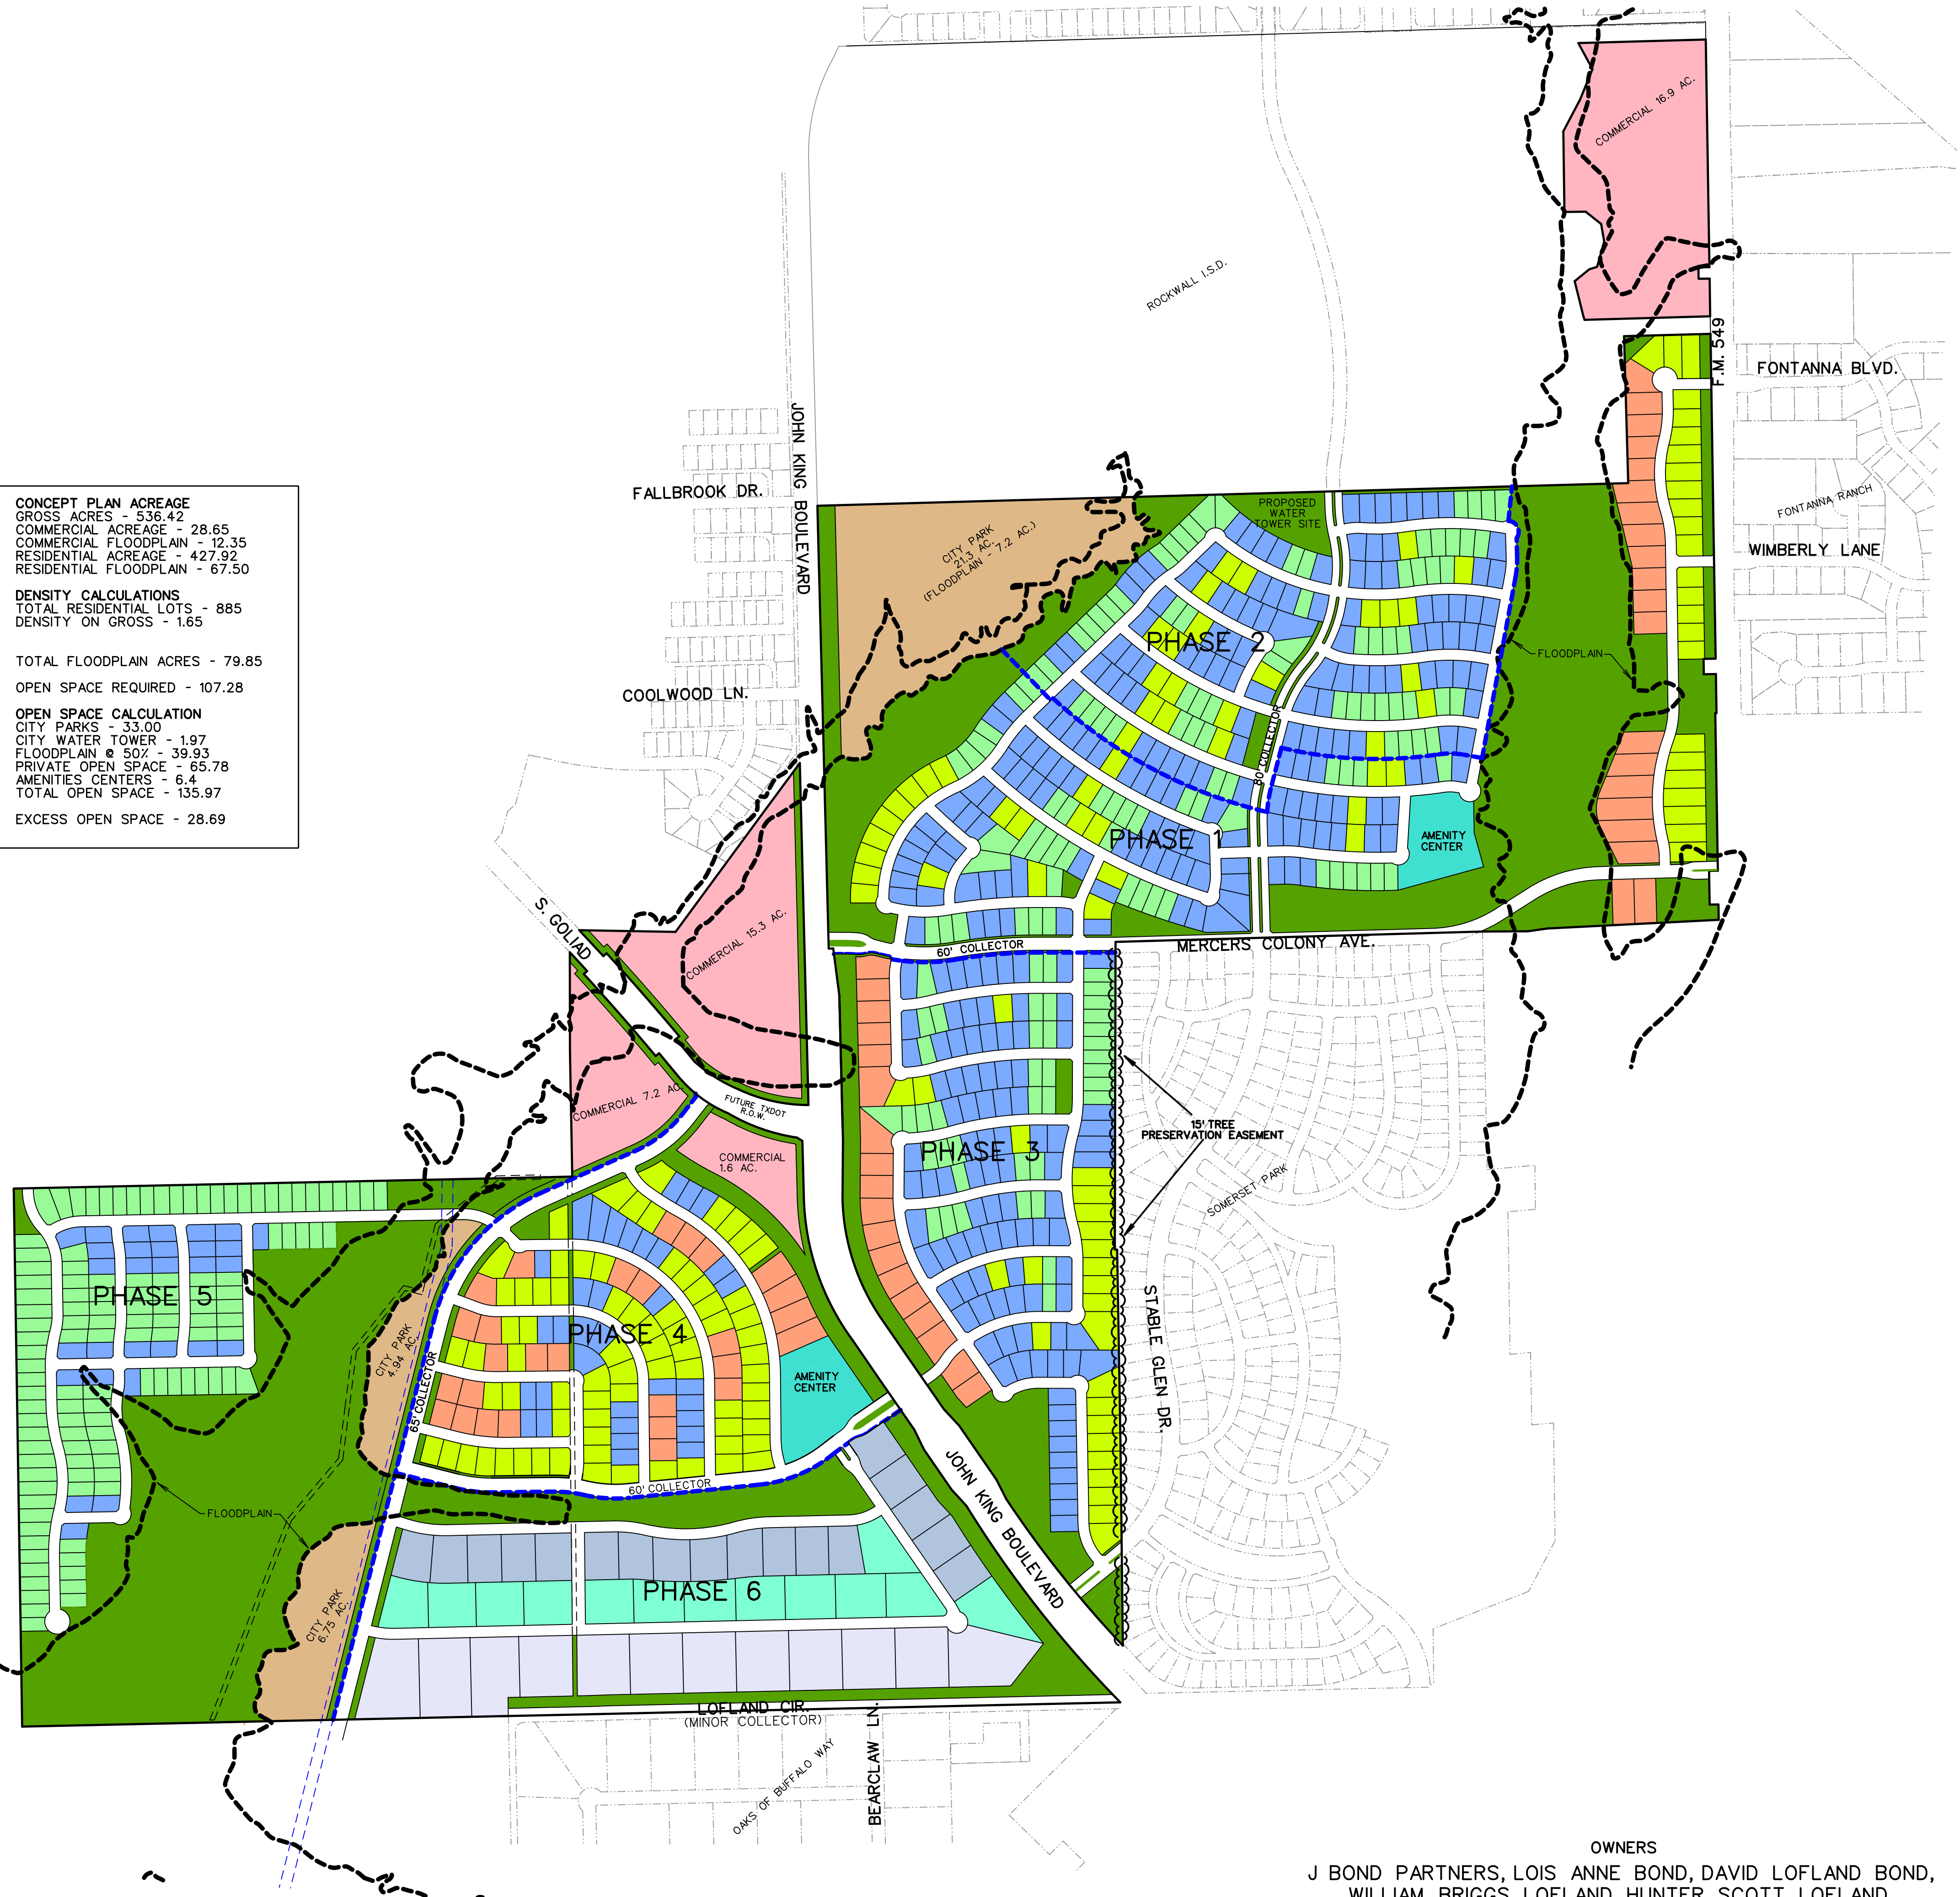 CONCEPT PLAN ACREAGE
GROSS ACRES - 536.42
COMMERCIAL ACREAGE - 28.65
COMMERCIAL FLOODPLAIN - 12.35
RESIDENTIAL ACREAGE - 427.92
RESIDENTIAL FLOODPLAIN - 67.50
DENSITY CALCULATIONS
TOTAL RESIDENTIAL LOTS - 885
DENSITY ON GROSS - 1.65
TOTAL FLOODPLAIN ACRES - 79.85
OPEN SPACE REQUIRED - 107.28
OPEN SPACE CALCULATION
CITY PARKS - 33.00
CITY WATER TOWER - 1.97
FLOODPLAIN @ 50% - 39.93
PRIVATE OPEN SPACE - 65.78
AMENITIES CENTERS - 6.4
TOTAL OPEN SPACE - 135.97
EXCESS OPEN SPACE - 28.69
COMMERCIAL 16.9 AC.
ROCKWALL I.S.D.
F.M. 549
FONTANNA BLVD.
FONTANNA RANCH
WIMBERLY LANE
JOHN KING BOULEVARD
FALLBROOK DR.
COOLWOOD LN.
CITY PARK
21.3 AC.
(FLOODPLAIN - 7.2 AC.)
PROPOSED
WATER
TOWER SITE
PHASE 2
FLOODPLAIN
80' COLLECTOR
PHASE 1
AMENITY
CENTER
S. GOLIAD
COMMERCIAL 15.3 AC.
60' COLLECTOR
MERCERS COLONY AVE.
COMMERCIAL 7.2 AC.
FUTURE TXDOT
R.O.W.
COMMERCIAL
1.6 AC.
15' TREE
PRESERVATION EASEMENT
PHASE 3
SOMERSET PARK
STABLE GLEN DR.
PHASE 5
CITY PARK
4.94 AC.
65' COLLECTOR
PHASE 4
AMENITY
CENTER
60' COLLECTOR
JOHN KING BOULEVARD
FLOODPLAIN
PHASE 6
CITY PARK
6.75 AC.
LOFLAND CIR.
(MINOR COLLECTOR)
BEARCLAW LN.
OAKS OF BUFFALO WAY
OWNERS
J BOND PARTNERS, LOIS ANNE BOND, DAVID LOFLAND BOND,
WILLIAM BRIGGS LOFLAND, HUNTER SCOTT LOFLAND,